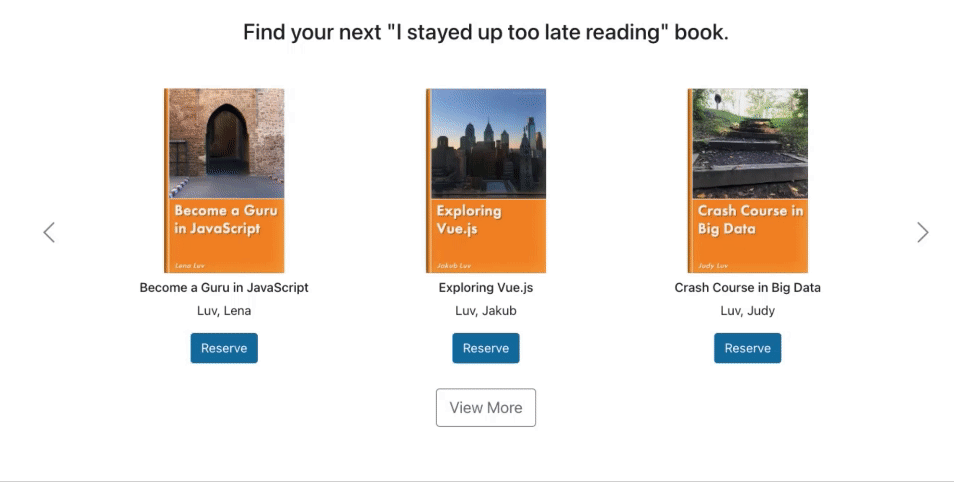 Find your next "I stayed up too late reading" book.
Become a Guru
in JavaScript
Lena Luv
Exploring
Vue.js
Jakub Luv
Crash Course in
Big Data
Judy Luv
Become a Guru in JavaScript
Exploring Vue.js
Crash Course in Big Data
Luv, Lena
Luv, Jakub
Luv, Judy
Reserve
Reserve
Reserve
View More